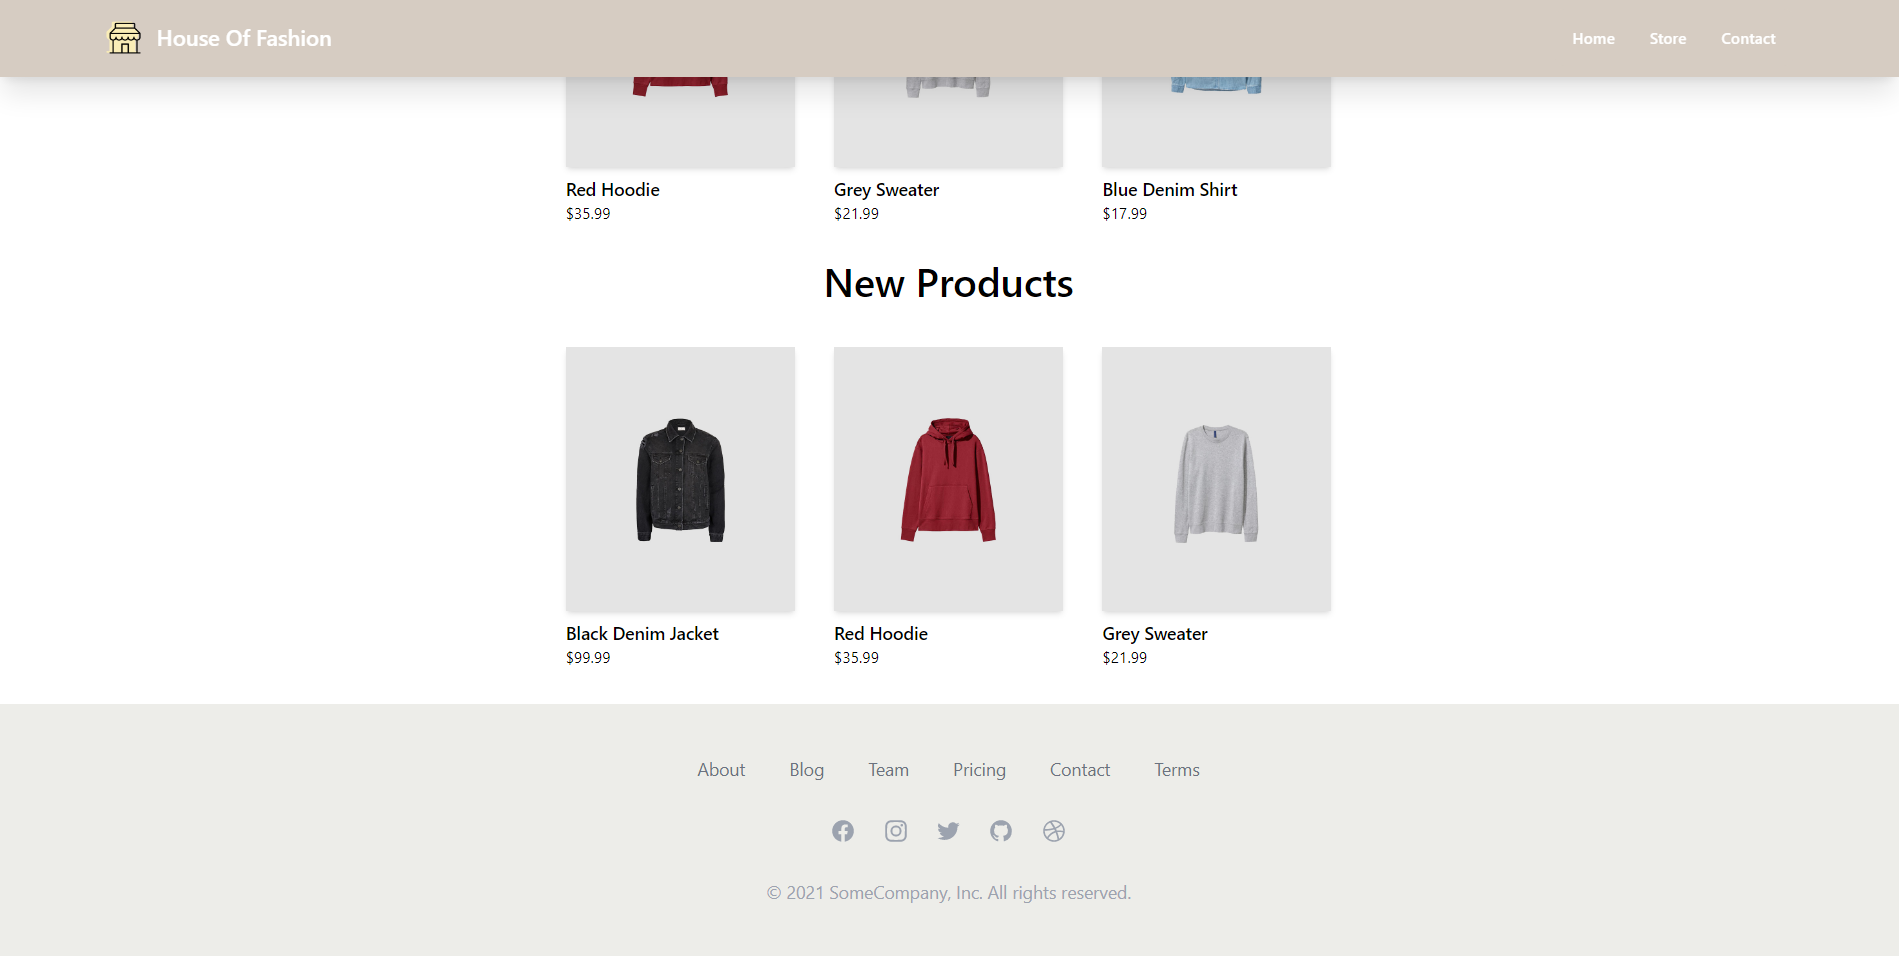 House Of Fashion
Home Store Contact
Red Hoodie Grey Sweater Blue Denim Shirt
$35.99 $21.99 $17.99
New Products
Black Denim Jacket Red Hoodie Grey Sweater
$99.99 $35.99 $21.99
About Blog Team Pricing Contact Terms
© 2021 SomeCompany, Inc. All rights reserved.